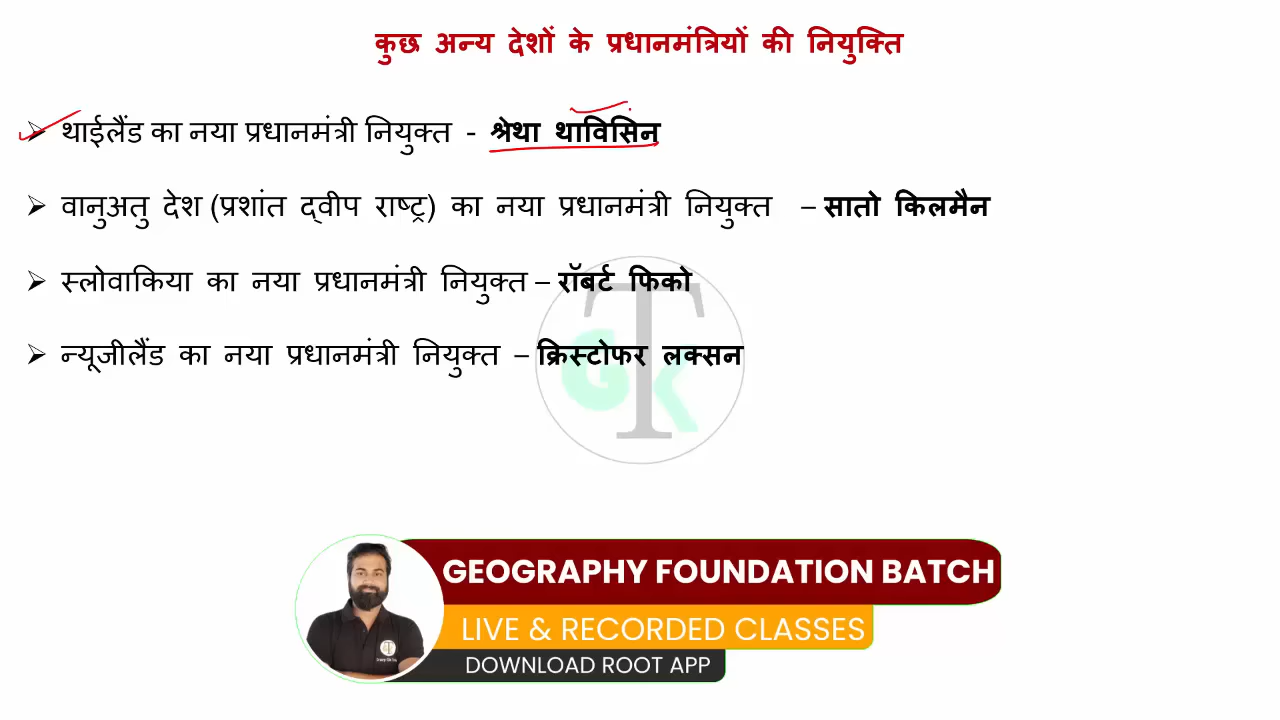 कुछ अन्य देशों के प्रधानमंत्रियों की नियुक्ति
➢ थाईलैंड का नया प्रधानमंत्री नियुक्त - श्रेथा थाविसिन
➢ वानुअतु देश (प्रशांत द्वीप राष्ट्र) का नया प्रधानमंत्री नियुक्त – सातो किलमैन
➢ स्लोवाकिया का नया प्रधानमंत्री नियुक्त – रॉबर्ट फिको
➢ न्यूजीलैंड का नया प्रधानमंत्री नियुक्त – क्रिस्टोफर लक्सन
GTK
GEOGRAPHY FOUNDATION BATCH
LIVE & RECORDED CLASSES
DOWNLOAD ROOT APP